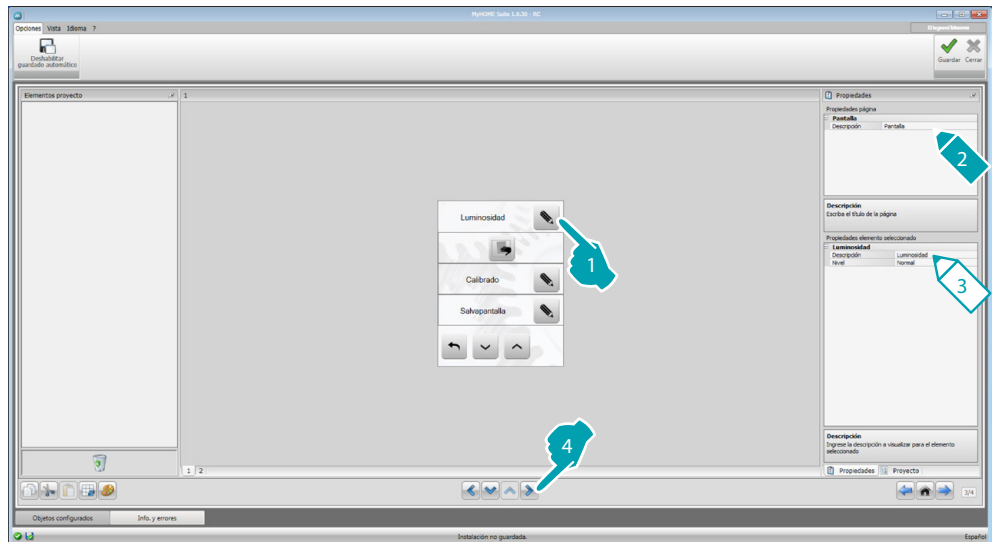 MyHOME Suite 1.0.30 - RC
Opciones Vista Idioma ?
Deshabilitar
guardado automático
Guardar Cerrar
Elementos proyecto
1
Propiedades
Propiedades página
Pantalla
Descripción Pantalla
2
Descripción
Escriba el título de la página
Propiedades elemento seleccionado
Luminosidad
Descripción Luminosidad
Nivel Normal
3
Luminosidad
1
Calibrado
Salvapantalla
4
Descripción
Ingrese la descripción a visualizar para el elemento
seleccionado
1 2
Propiedades Proyecto
3/4
Objetos configurados Info. y errores
Instalación no guardada.
Español